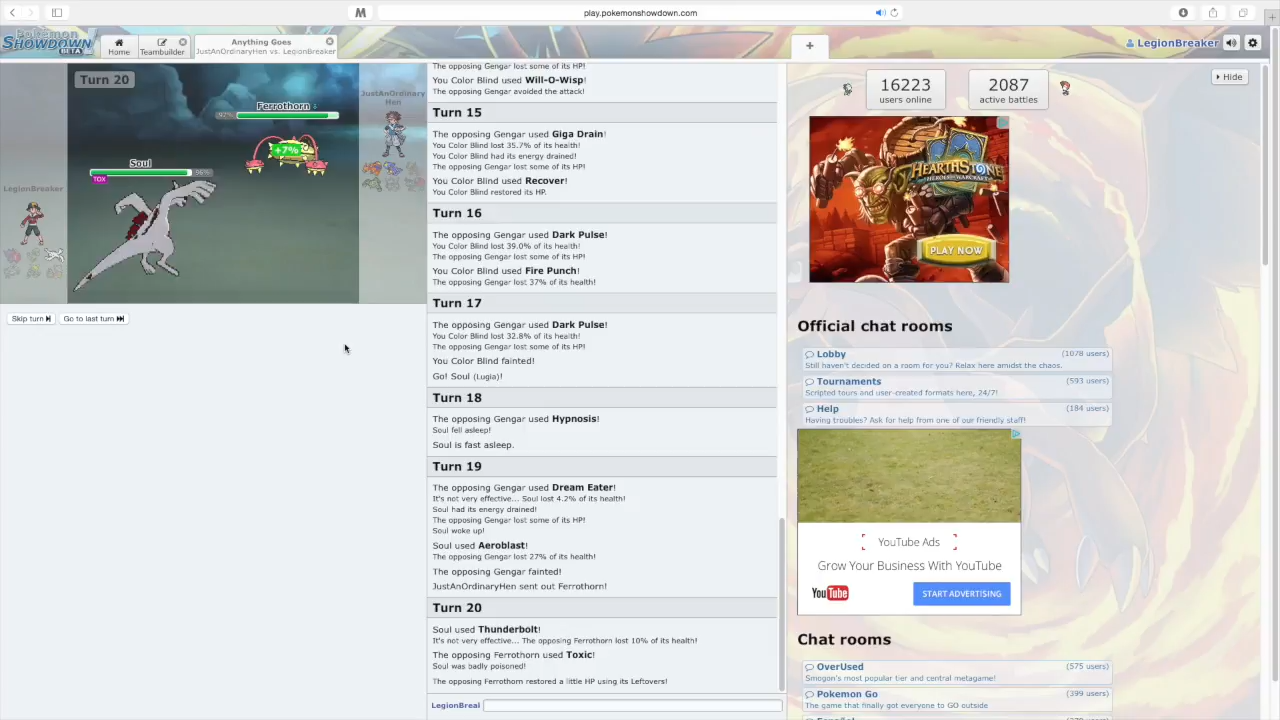 play.pokemonshowdown.com
Pokémon
Showdown
BETA
Home
Teambuilder
Anything Goes
JustAnOrdinaryHen vs. LegionBreaker
+
LegionBreaker
Turn 20
Ferrothorn
92%
+7%
Soul
96%
TOX
JustAnOrdinary
Hen
LegionBreaker
Skip turn
Go to last turn
The opposing Gengar lost some of its HP!
You Color Blind used Will-O-Wisp!
The opposing Gengar avoided the attack!
Turn 15
The opposing Gengar used Giga Drain!
You Color Blind lost 35.7% of its health!
You Color Blind had its energy drained!
The opposing Gengar lost some of its HP!
You Color Blind used Recover!
You Color Blind restored its HP.
Turn 16
The opposing Gengar used Dark Pulse!
You Color Blind lost 39.0% of its health!
The opposing Gengar lost some of its HP!
You Color Blind used Fire Punch!
The opposing Gengar lost 37% of its health!
Turn 17
The opposing Gengar used Dark Pulse!
You Color Blind lost 32.8% of its health!
The opposing Gengar lost some of its HP!
You Color Blind fainted!
Go! Soul (Lugia)!
Turn 18
The opposing Gengar used Hypnosis!
Soul fell asleep!
Soul is fast asleep.
Turn 19
The opposing Gengar used Dream Eater!
It's not very effective... Soul lost 4.2% of its health!
Soul had its energy drained!
The opposing Gengar lost some of its HP!
Soul woke up!
Soul used Aeroblast!
The opposing Gengar lost 27% of its health!
The opposing Gengar fainted!
JustAnOrdinaryHen sent out Ferrothorn!
Turn 20
Soul used Thunderbolt!
It's not very effective... The opposing Ferrothorn lost 10% of its health!
The opposing Ferrothorn used Toxic!
Soul was badly poisoned!
The opposing Ferrothorn restored a little HP using its Leftovers!
LegionBreal
16223
users online
2087
active battles
Hide
HEARTHSTONE
HEROES OF WARCRAFT
PLAY NOW
Official chat rooms
Lobby
(1078 users)
Still haven't decided on a room for you? Relax here amidst the chaos.
Tournaments
(593 users)
Scripted tours and user-created formats here, 24/7!
Help
(184 users)
Having troubles? Ask for help from one of our friendly staff!
YouTube Ads
Grow Your Business With YouTube
YouTube
START ADVERTISING
Chat rooms
OverUsed
(575 users)
Smogon's most popular tier and central metagame!
Pokemon Go
(399 users)
The game that finally got everyone to GO outside